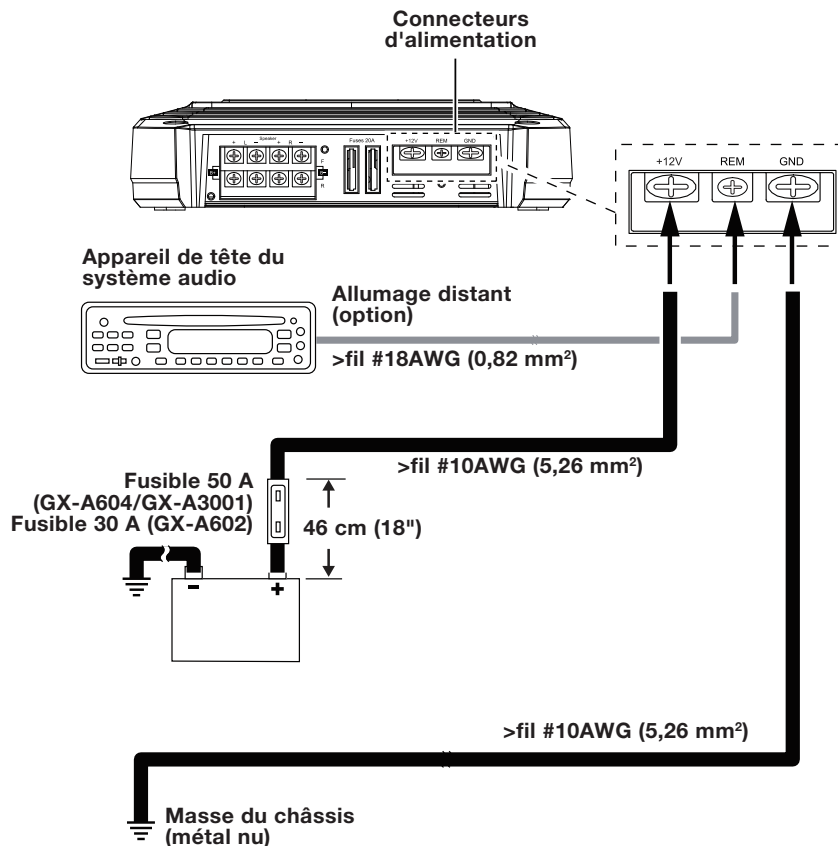 Connecteurs
d'alimentation
Speaker
+ L − + R −
F
R
Fuses 20A
+12V REM GND
+12V REM GND
Appareil de tête du
système audio
Allumage distant
(option)
>fil #18AWG (0,82 mm²)
>fil #10AWG (5,26 mm²)
Fusible 50 A
(GX-A604/GX-A3001)
Fusible 30 A (GX-A602)
46 cm (18")
− +
>fil #10AWG (5,26 mm²)
Masse du châssis
(métal nu)